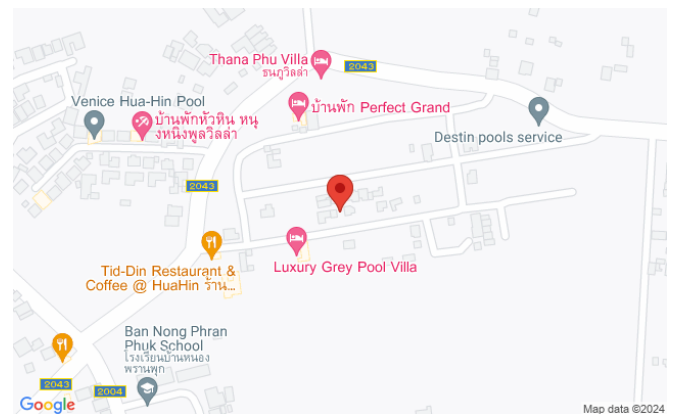 Thana Phu Villa
ธนภูวิลล่า
2043
บ้านพัก Perfect Grand
Venice Hua-Hin Pool
บ้านพักหัวหิน หนุ
งหนิงพูลวิลล่า
Destin pools service
2043
Luxury Grey Pool Villa
Tid-Din Restaurant &
Coffee @ HuaHin ร้าน...
Ban Nong Phran
Phuk School
โรงเรียนบ้านหนอง
พรานพุก
2043
2004
Google
Map data ©2024